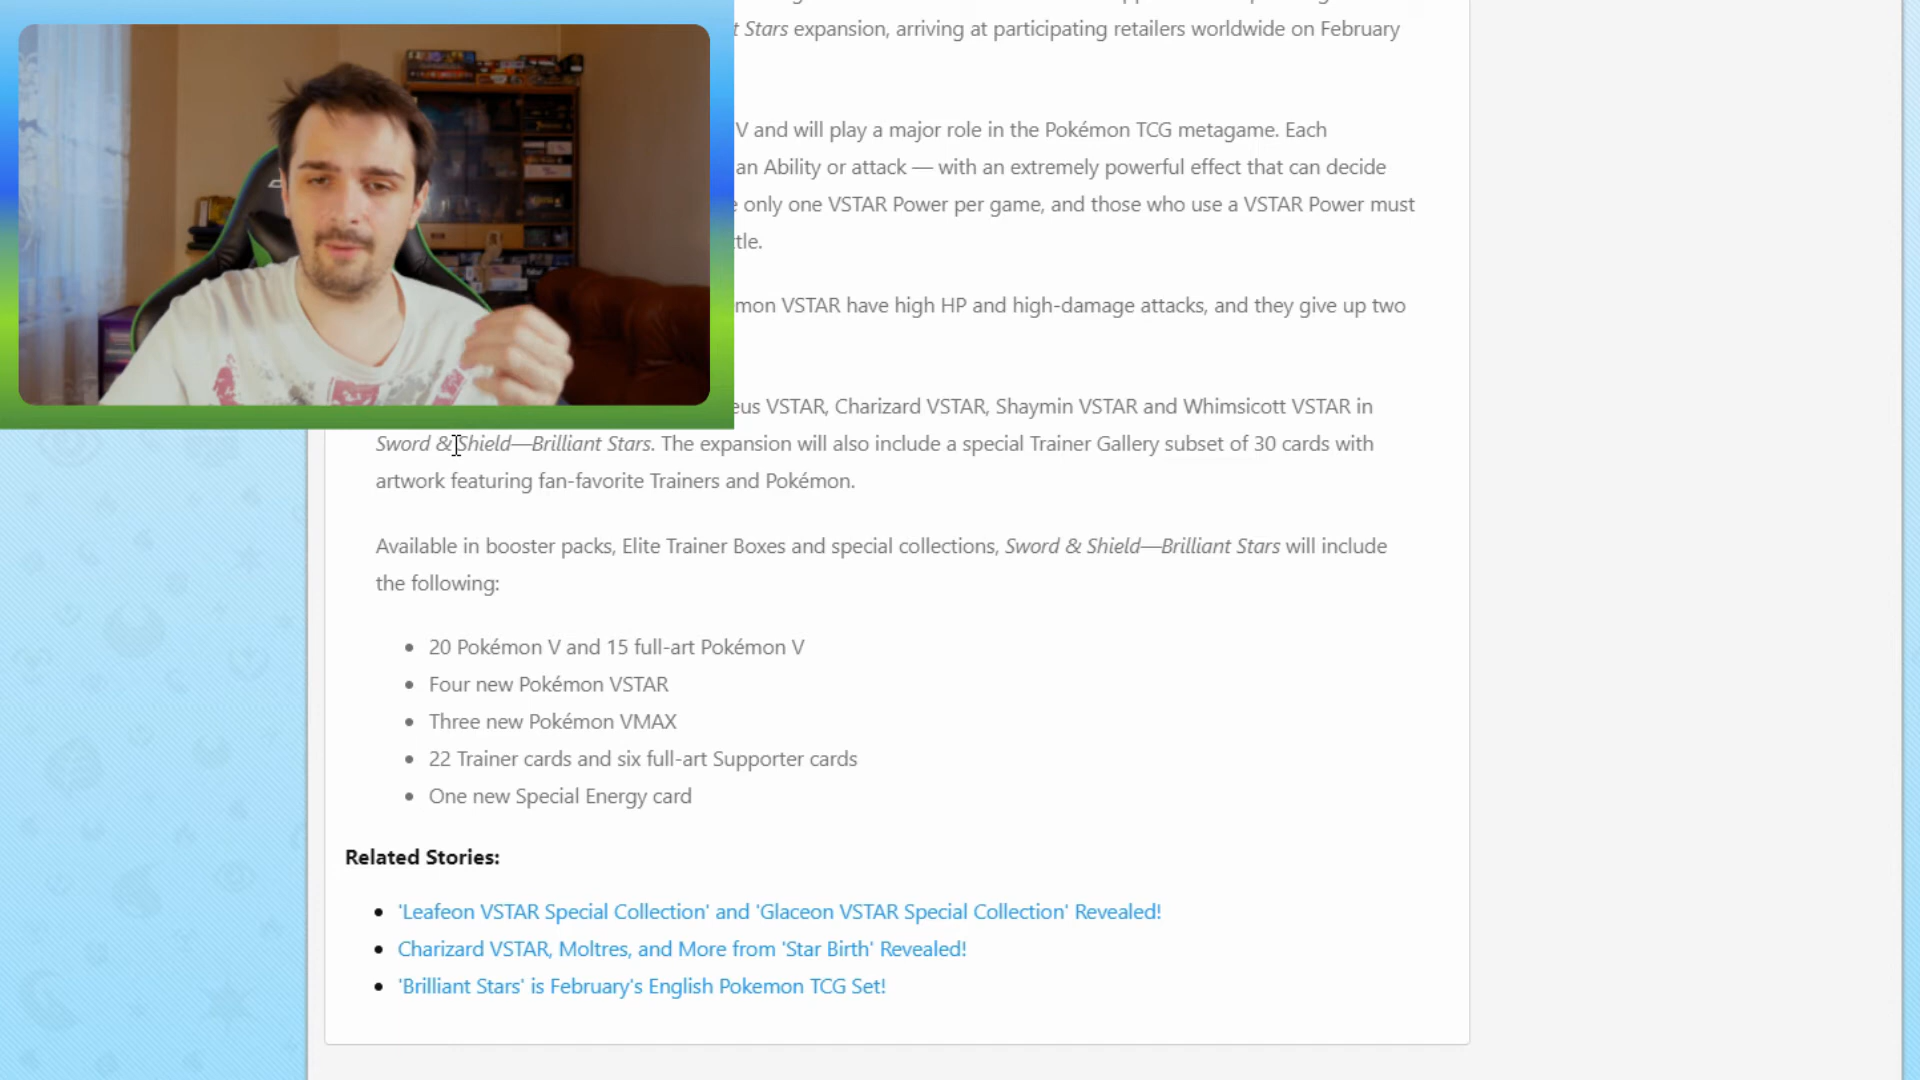 t Stars expansion, arriving at participating retailers worldwide on February
V and will play a major role in the Pokémon TCG metagame. Each
an Ability or attack — with an extremely powerful effect that can decide
only one VSTAR Power per game, and those who use a VSTAR Power must
ttle.
mon VSTAR have high HP and high-damage attacks, and they give up two
eus VSTAR, Charizard VSTAR, Shaymin VSTAR and Whimsicott VSTAR in
Sword & Shield—Brilliant Stars. The expansion will also include a special Trainer Gallery subset of 30 cards with
artwork featuring fan-favorite Trainers and Pokémon.
Available in booster packs, Elite Trainer Boxes and special collections, Sword & Shield—Brilliant Stars will include
the following:
• 20 Pokémon V and 15 full-art Pokémon V
• Four new Pokémon VSTAR
• Three new Pokémon VMAX
• 22 Trainer cards and six full-art Supporter cards
• One new Special Energy card
Related Stories:
• 'Leafeon VSTAR Special Collection' and 'Glaceon VSTAR Special Collection' Revealed!
• Charizard VSTAR, Moltres, and More from 'Star Birth' Revealed!
• 'Brilliant Stars' is February's English Pokemon TCG Set!